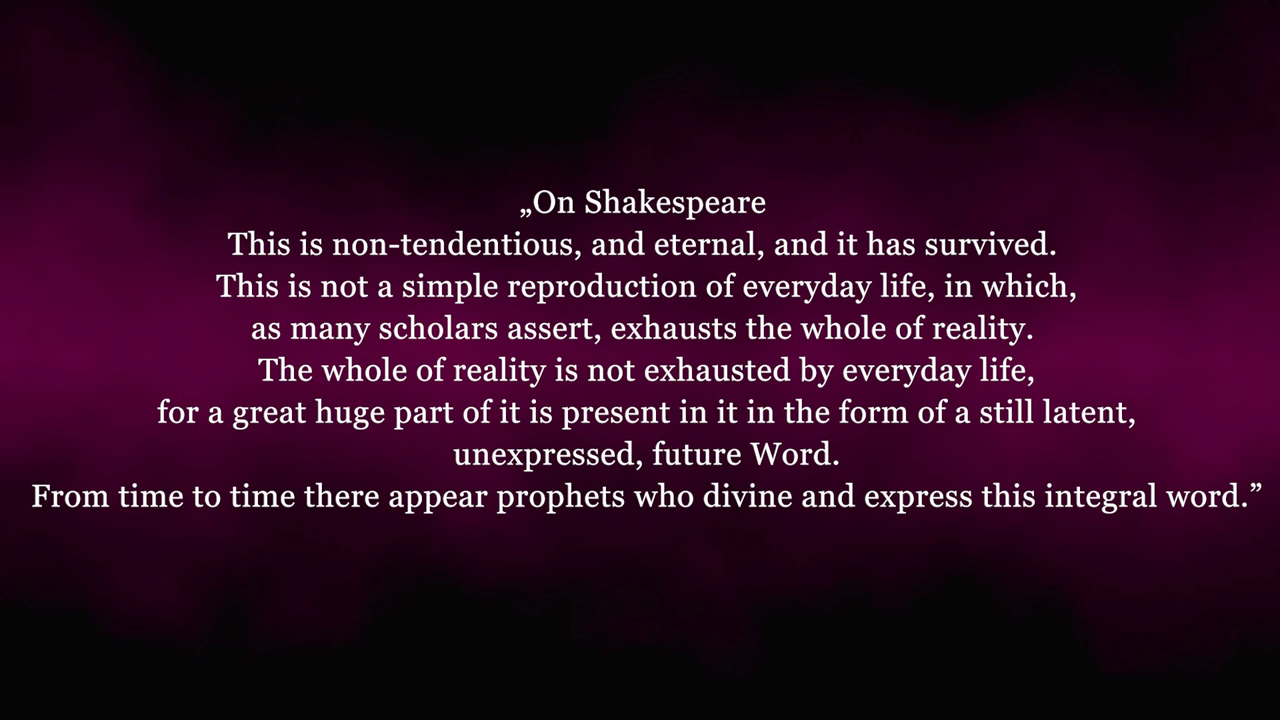 „On Shakespeare
This is non-tendentious, and eternal, and it has survived.
This is not a simple reproduction of everyday life, in which,
as many scholars assert, exhausts the whole of reality.
The whole of reality is not exhausted by everyday life,
for a great huge part of it is present in it in the form of a still latent,
unexpressed, future Word.
From time to time there appear prophets who divine and express this integral word.”